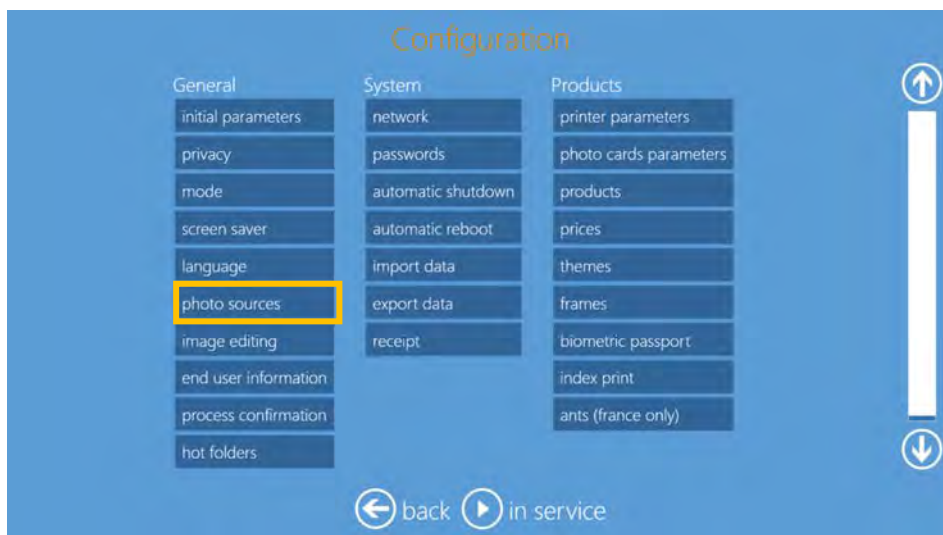 Configuration
General
initial parameters
privacy
mode
screen saver
language
photo sources
image editing
end user information
process confirmation
hot folders
System
network
passwords
automatic shutdown
automatic reboot
import data
export data
receipt
Products
printer parameters
photo cards parameters
products
prices
themes
frames
biometric passport
index print
ants (france only)
back in service